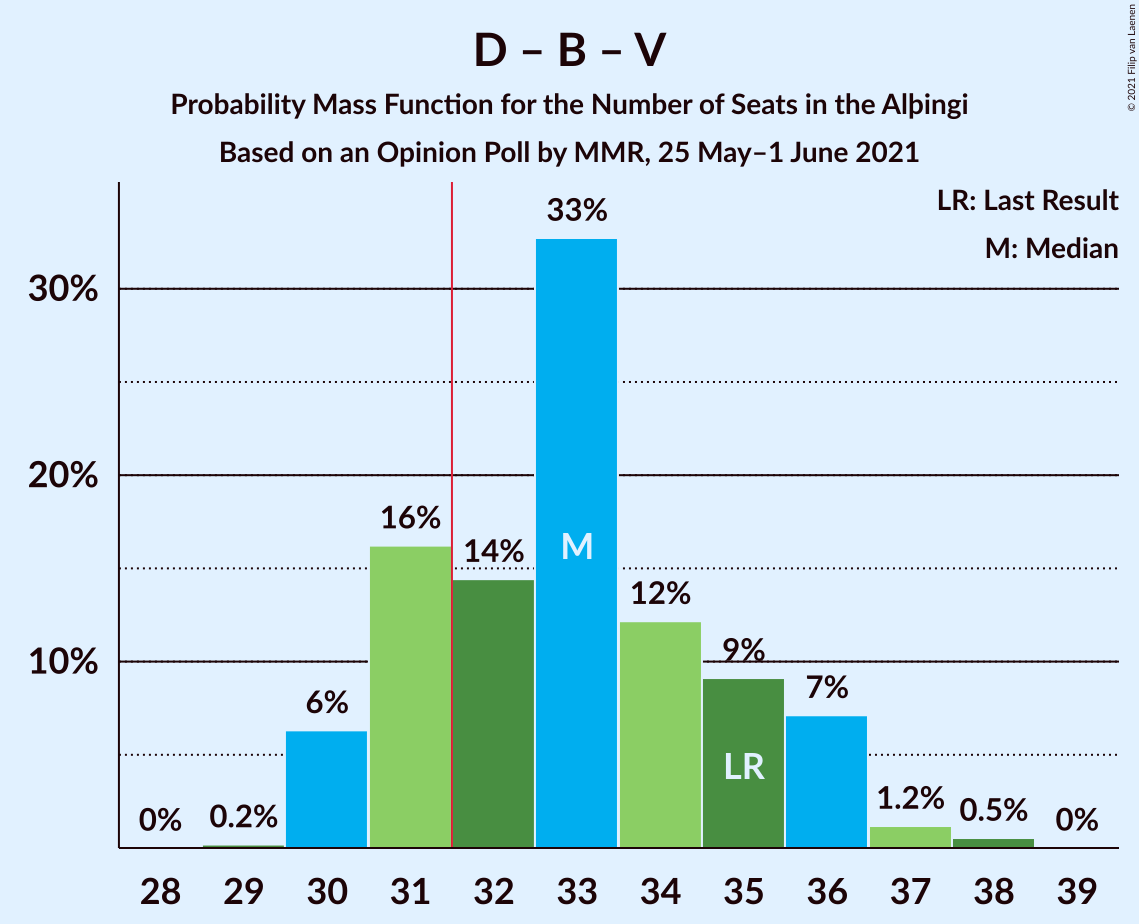 D – B – V
Probability Mass Function for the Number of Seats in the Alþingi
Based on an Opinion Poll by MMR, 25 May–1 June 2021
© 2021 Filip van Laenen
LR: Last Result
M: Median
30%
20%
10%
0%
0.2%
6%
16%
14%
33%
M
12%
9%
LR
7%
1.2%
0.5%
0%
28 29 30 31 32 33 34 35 36 37 38 39